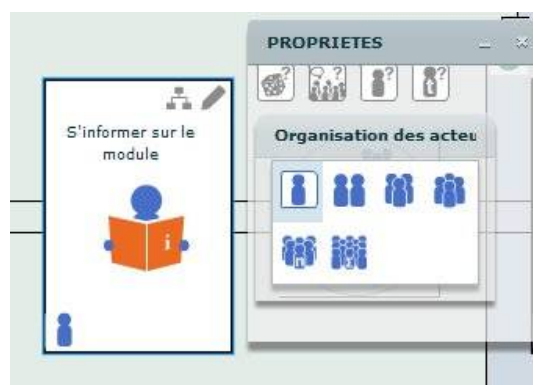 PROPRIETES
? ? ? t?
S'informer sur le
module
Organisation des acteu
i
n